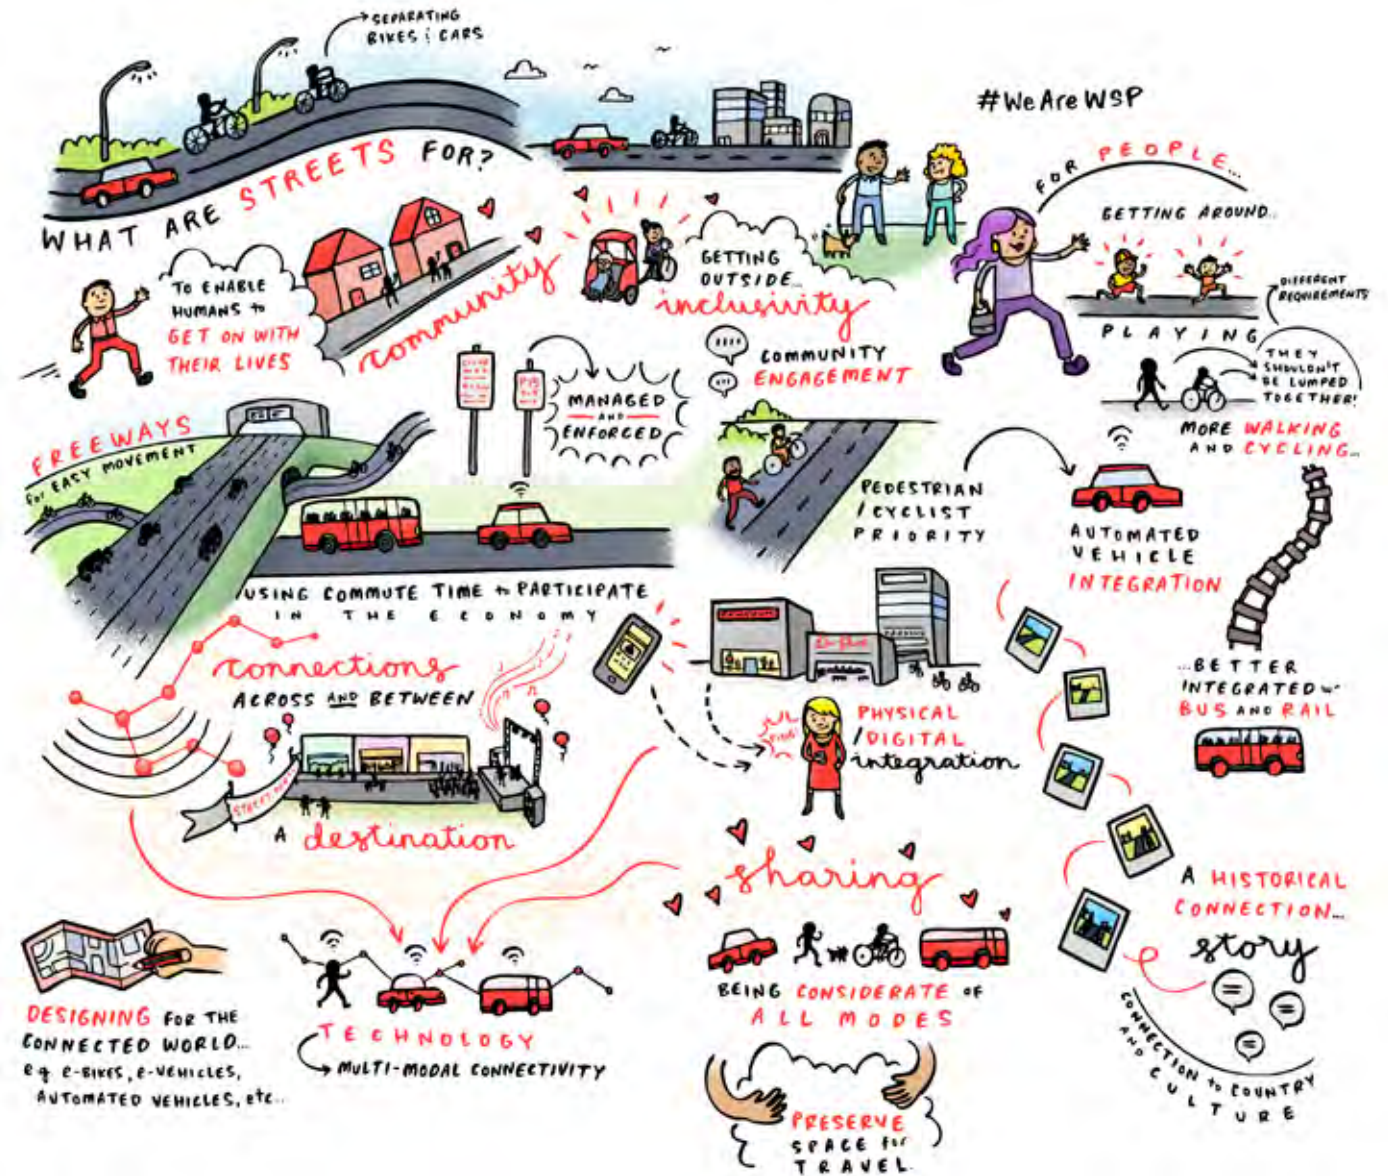 SEPARATING
BIKES & CARS
WHAT ARE STREETS FOR?
#WeAreWSP
FOR PEOPLE...
GETTING AROUND..
DIFFERENT
REQUIREMENTS
PLAYING
THEY
SHOULDN'T
BE LUMPED
TOGETHER!
MORE WALKING
AND CYCLING...
TO ENABLE
HUMANS to
GET ON WITH
THEIR LIVES
community
GETTING
OUTSIDE...
inclusivity
COMMUNITY
ENGAGEMENT
MANAGED
AND
ENFORCED
FREEWAYS
for EASY MOVEMENT
PEDESTRIAN
/CYCLIST
PRIORITY
AUTOMATED
VEHICLE
INTEGRATION
USING COMMUTE TIME to PARTICIPATE
IN THE ECONOMY
...BETTER
INTEGRATED w-
BUS AND RAIL
connections
ACROSS AND BETWEEN
PHYSICAL
/DIGITAL
integration
A destination
sharing
BEING CONSIDERATE OF
ALL MODES
A HISTORICAL
CONNECTION...
story
CONNECTION to COUNTRY
AND CULTURE
DESIGNING FOR THE
CONNECTED WORLD...
eg e-BIKES, e-VEHICLES,
AUTOMATED VEHICLES, etc..
TECHNOLOGY
MULTI-MODAL CONNECTIVITY
PRESERVE
SPACE for
TRAVEL